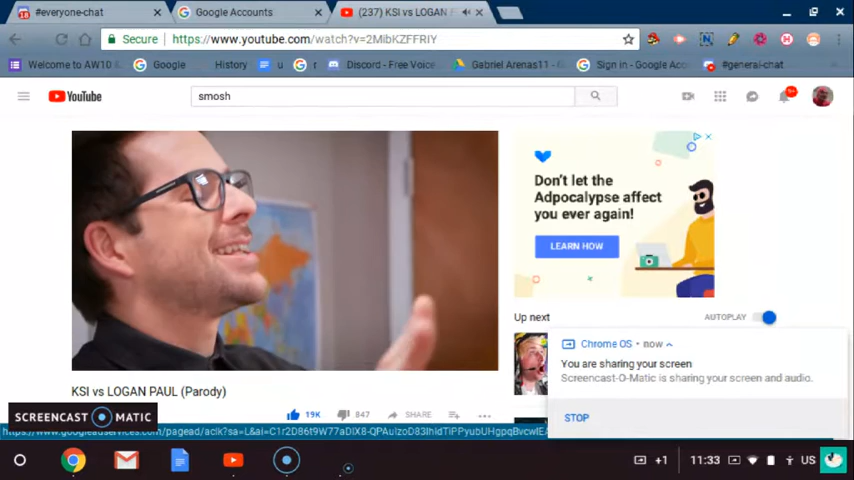 #everyone-chat
Google Accounts
(237) KSI vs LOGAN
Secure https://www.youtube.com/watch?v=2MibKZFFRIY
Welcome to AW10
Google
History
u
Discord - Free Voice
Gabriel Arenas11 -
Sign in - Google Acco
#general-chat
YouTube
smosh
9+
Don't let the
Adpocalypse affect
you ever again!
LEARN HOW
Up next
AUTOPLAY
Chrome OS • now
You are sharing your screen
Screencast-O-Matic is sharing your screen and audio.
STOP
KSI vs LOGAN PAUL (Parody)
SCREENCAST MATIC
19K
847
SHARE
+1
11:33
US